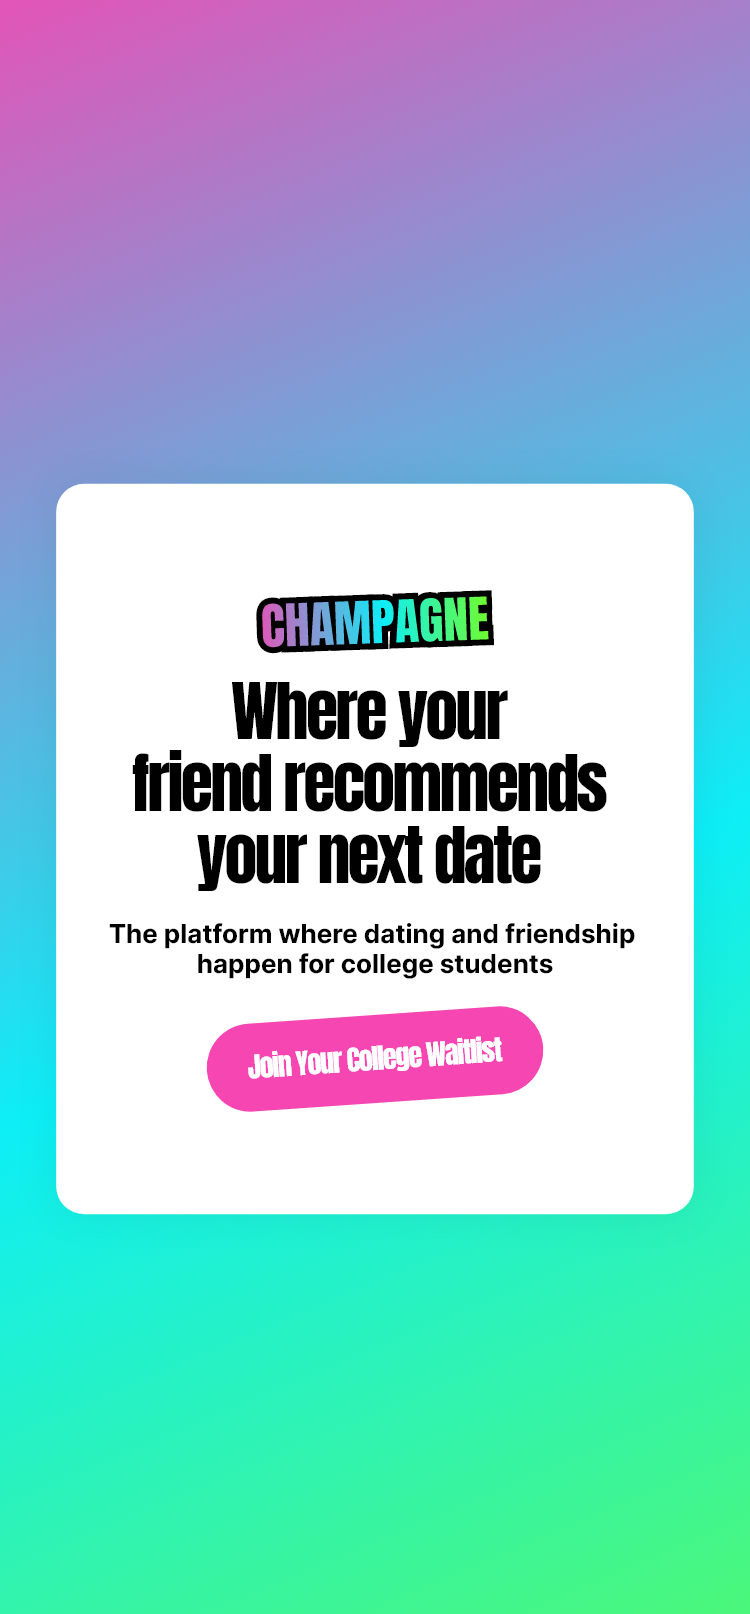 CHAMPAGNE
Where your
friend recommends
your next date
The platform where dating and friendship
happen for college students
Join Your College Waitlist